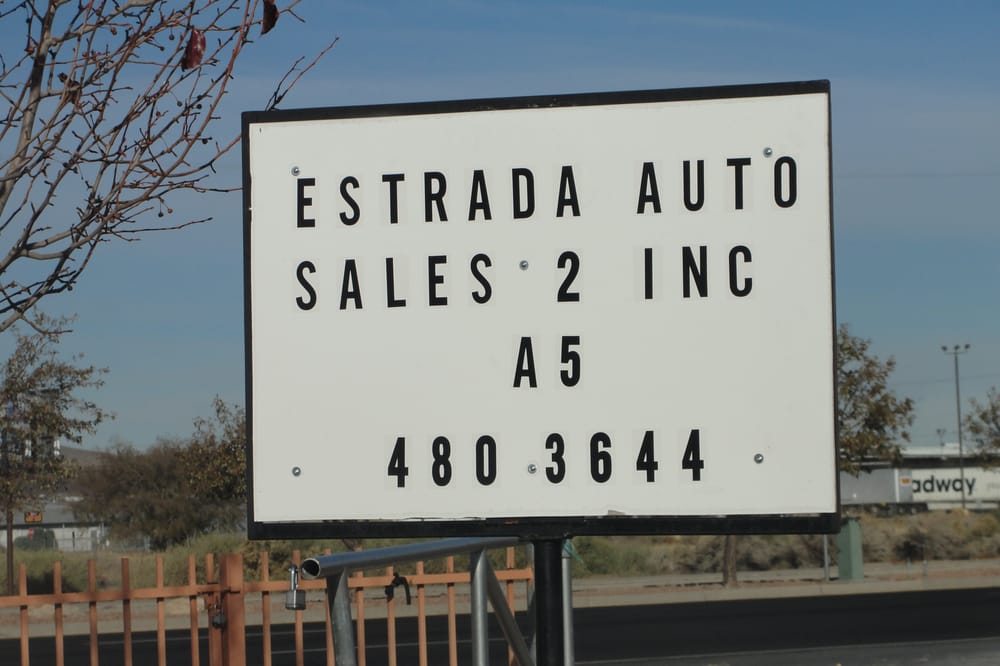 ESTRADA AUTO
SALES 2 INC
A5
480 3644
adway